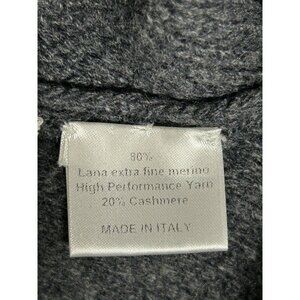 80%
Lana extra fine merino
High Performance Yarn
20% Cashmere
MADE IN ITALY